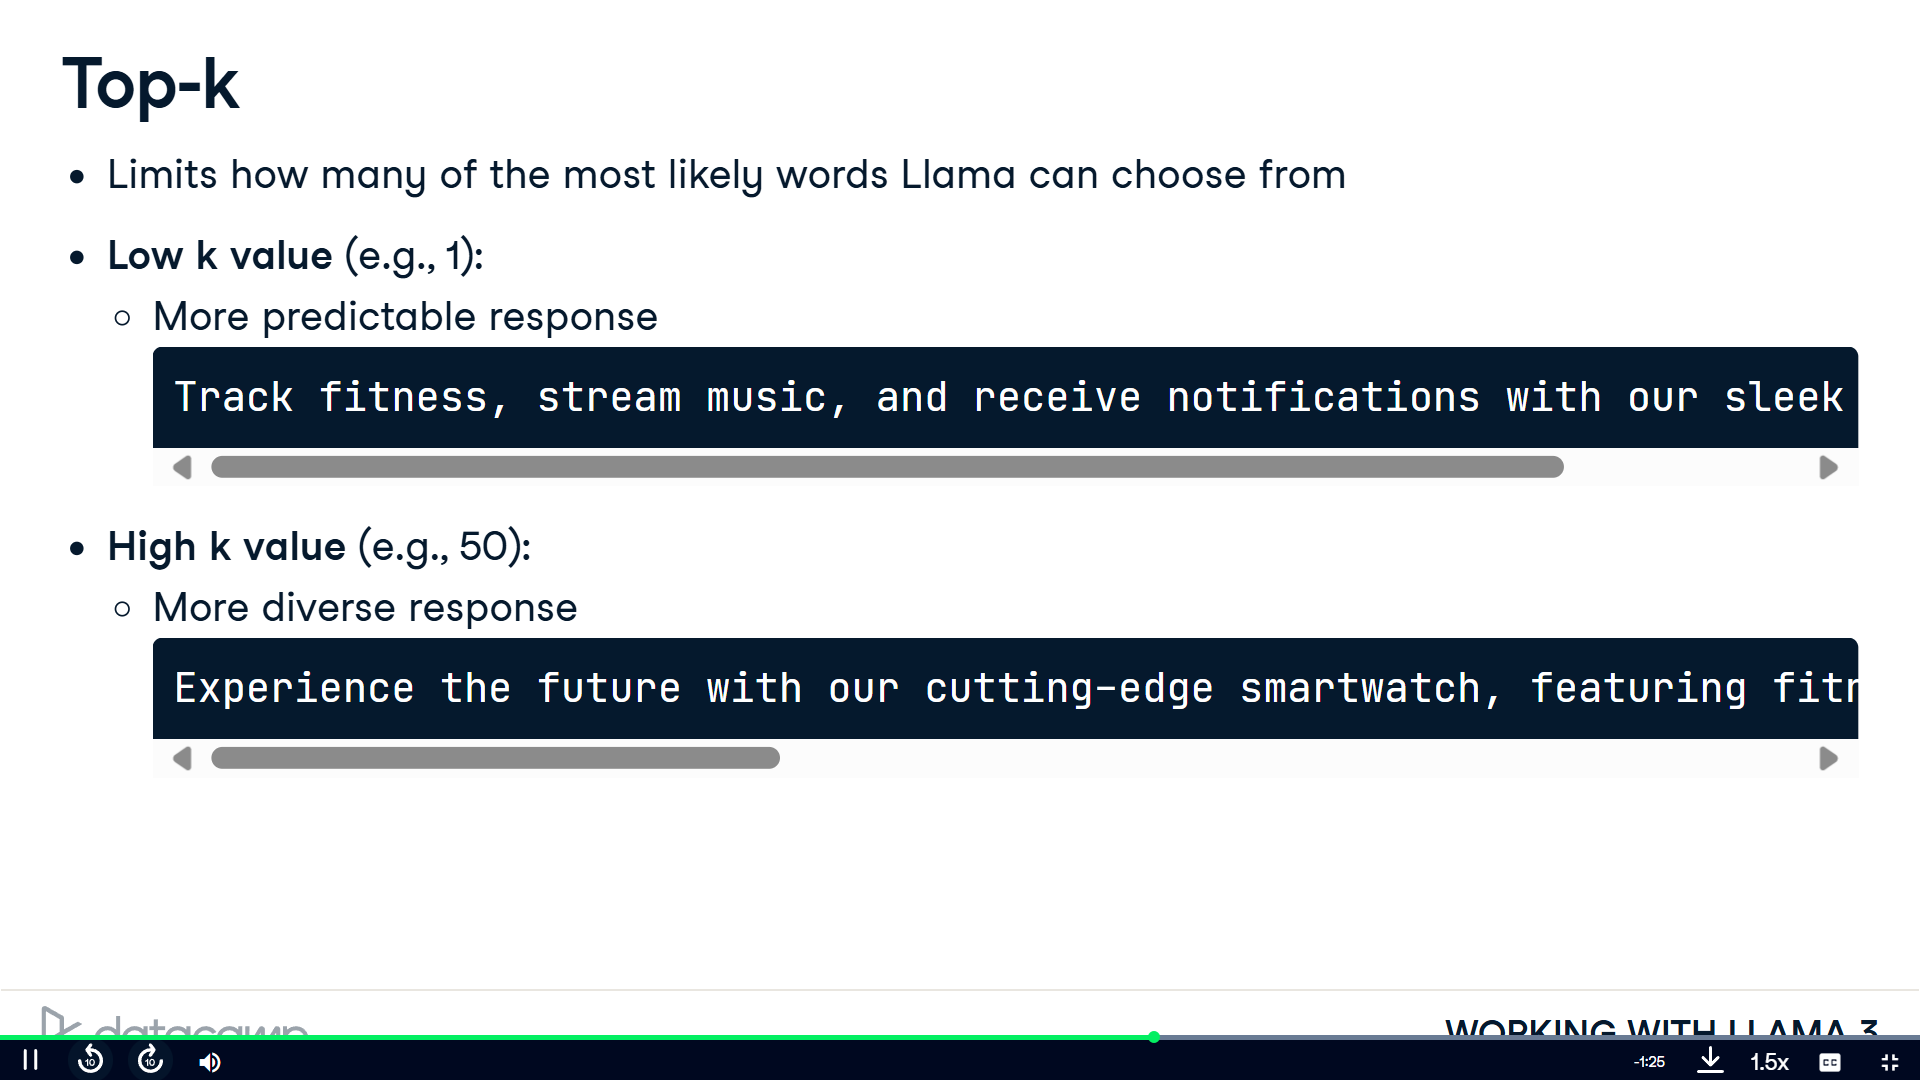 Top-k
Limits how many of the most likely words Llama can choose from
Low k value (e.g., 1):
More predictable response
Track fitness, stream music, and receive notifications with our sleek
High k value (e.g., 50):
More diverse response
Experience the future with our cutting-edge smartwatch, featuring fitn
datacamp
WORKING WITH LLAMA 3
10
10
-1:25
1.5x
CC